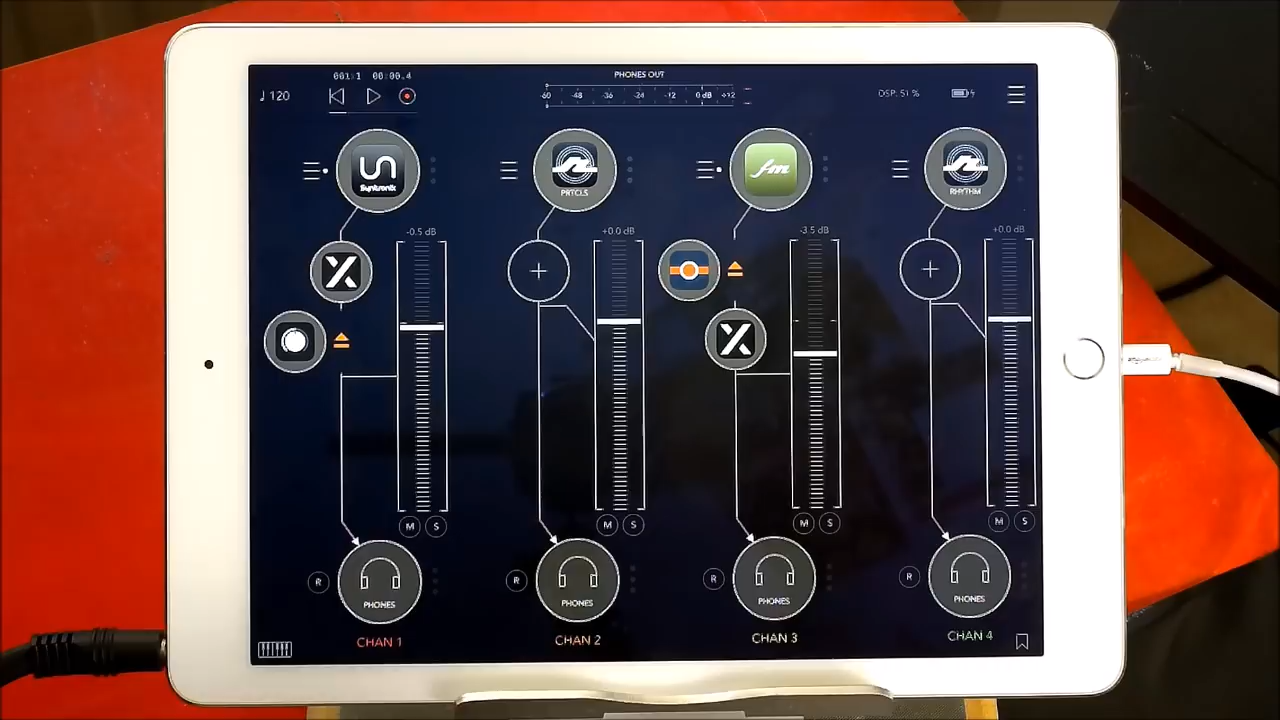 001:1 00:00.4
PHONES OUT
♩ 120
-60 -48 -36 -24 -12 0 dB +12
DSP: 51 %
Syntronik
PRTCLS
fm
RHYTHM
-0.5 dB
+0.0 dB
-3.5 dB
+0.0 dB
M S
M S
M S
M S
R
R
R
R
PHONES
PHONES
PHONES
PHONES
CHAN 1
CHAN 2
CHAN 3
CHAN 4